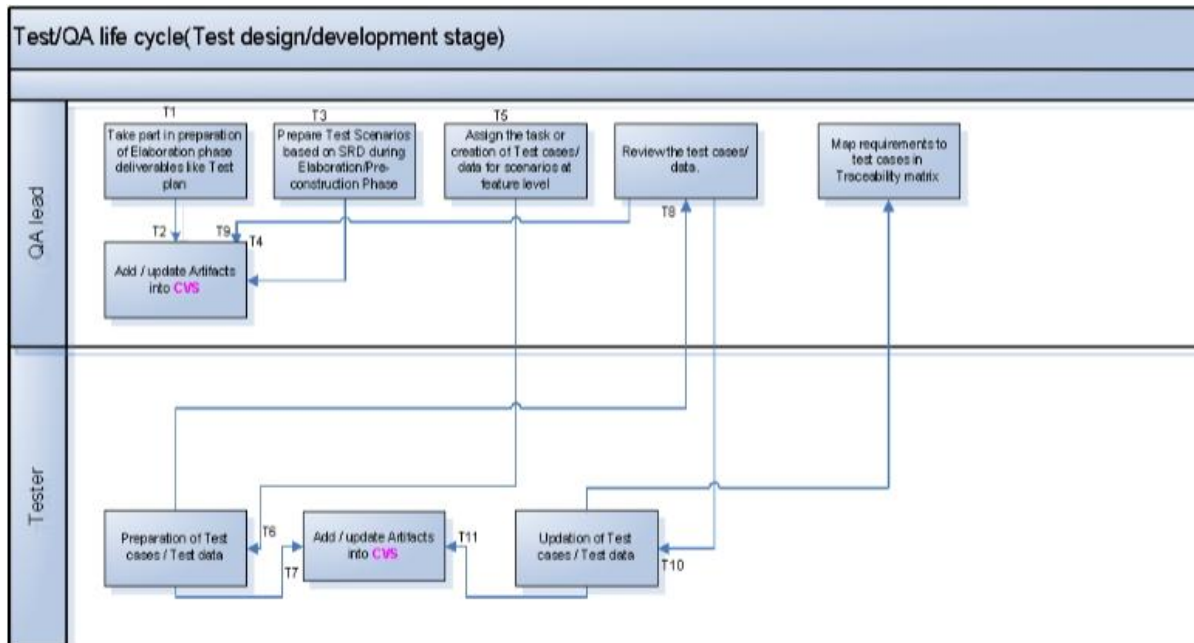 Test/QA life cycle(Test design/development stage)
T1
Take part in preparation
of Elaboration phase
deliverables like Test
plan
T3
Prepare Test Scenarios
based on SRD during
Elaboration/Pre-
construction Phase
T5
Assign the task or
creation of Test cases/
data for scenarios at
feature level
Review the test cases/
data.
Map requirements to
test cases in
Traceability matrix
QA lead
T2
T9
T4
T8
Add / update Artifacts
into CVS
Tester
Preparation of Test
cases / Test data
T6
T7
Add / update Artifacts
into CVS
T11
Updation of Test
cases / Test data
T10